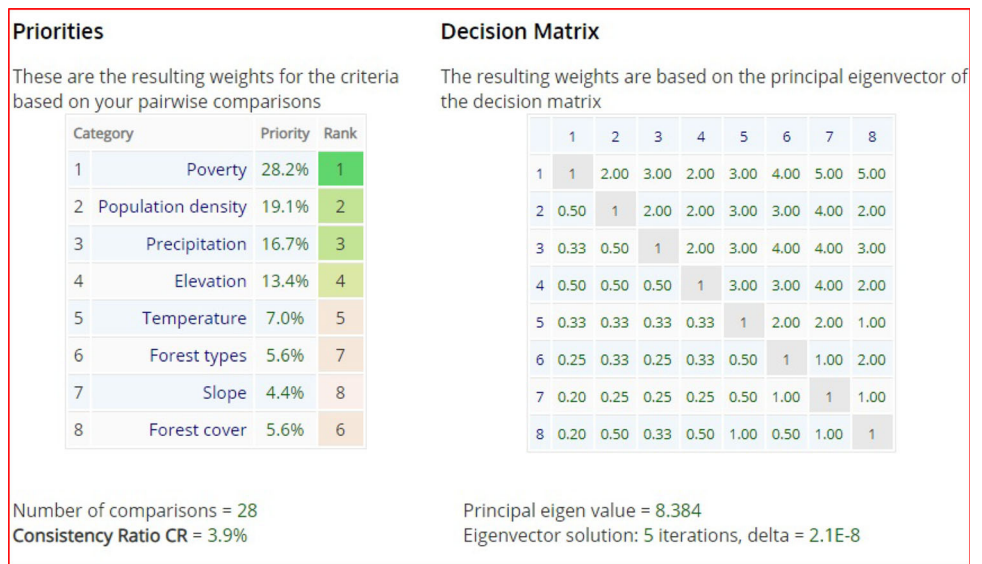 Priorities
These are the resulting weights for the criteria
based on your pairwise comparisons
Category Priority Rank
1 Poverty 28.2% 1
2 Population density 19.1% 2
3 Precipitation 16.7% 3
4 Elevation 13.4% 4
5 Temperature 7.0% 5
6 Forest types 5.6% 7
7 Slope 4.4% 8
8 Forest cover 5.6% 6
Number of comparisons = 28
Consistency Ratio CR = 3.9%
Decision Matrix
The resulting weights are based on the principal eigenvector of
the decision matrix
1 2 3 4 5 6 7 8
1 1 2.00 3.00 2.00 3.00 4.00 5.00 5.00
2 0.50 1 2.00 2.00 3.00 3.00 4.00 2.00
3 0.33 0.50 1 2.00 3.00 4.00 4.00 3.00
4 0.50 0.50 0.50 1 3.00 3.00 4.00 2.00
5 0.33 0.33 0.33 0.33 1 2.00 2.00 1.00
6 0.25 0.33 0.25 0.33 0.50 1 1.00 2.00
7 0.20 0.25 0.25 0.25 0.50 1.00 1 1.00
8 0.20 0.50 0.33 0.50 1.00 0.50 1.00 1
Principal eigen value = 8.384
Eigenvector solution: 5 iterations, delta = 2.1E-8